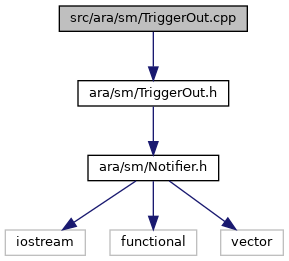 src/ara/sm/TriggerOut.cpp
ara/sm/TriggerOut.h
ara/sm/Notifier.h
iostream
functional
vector